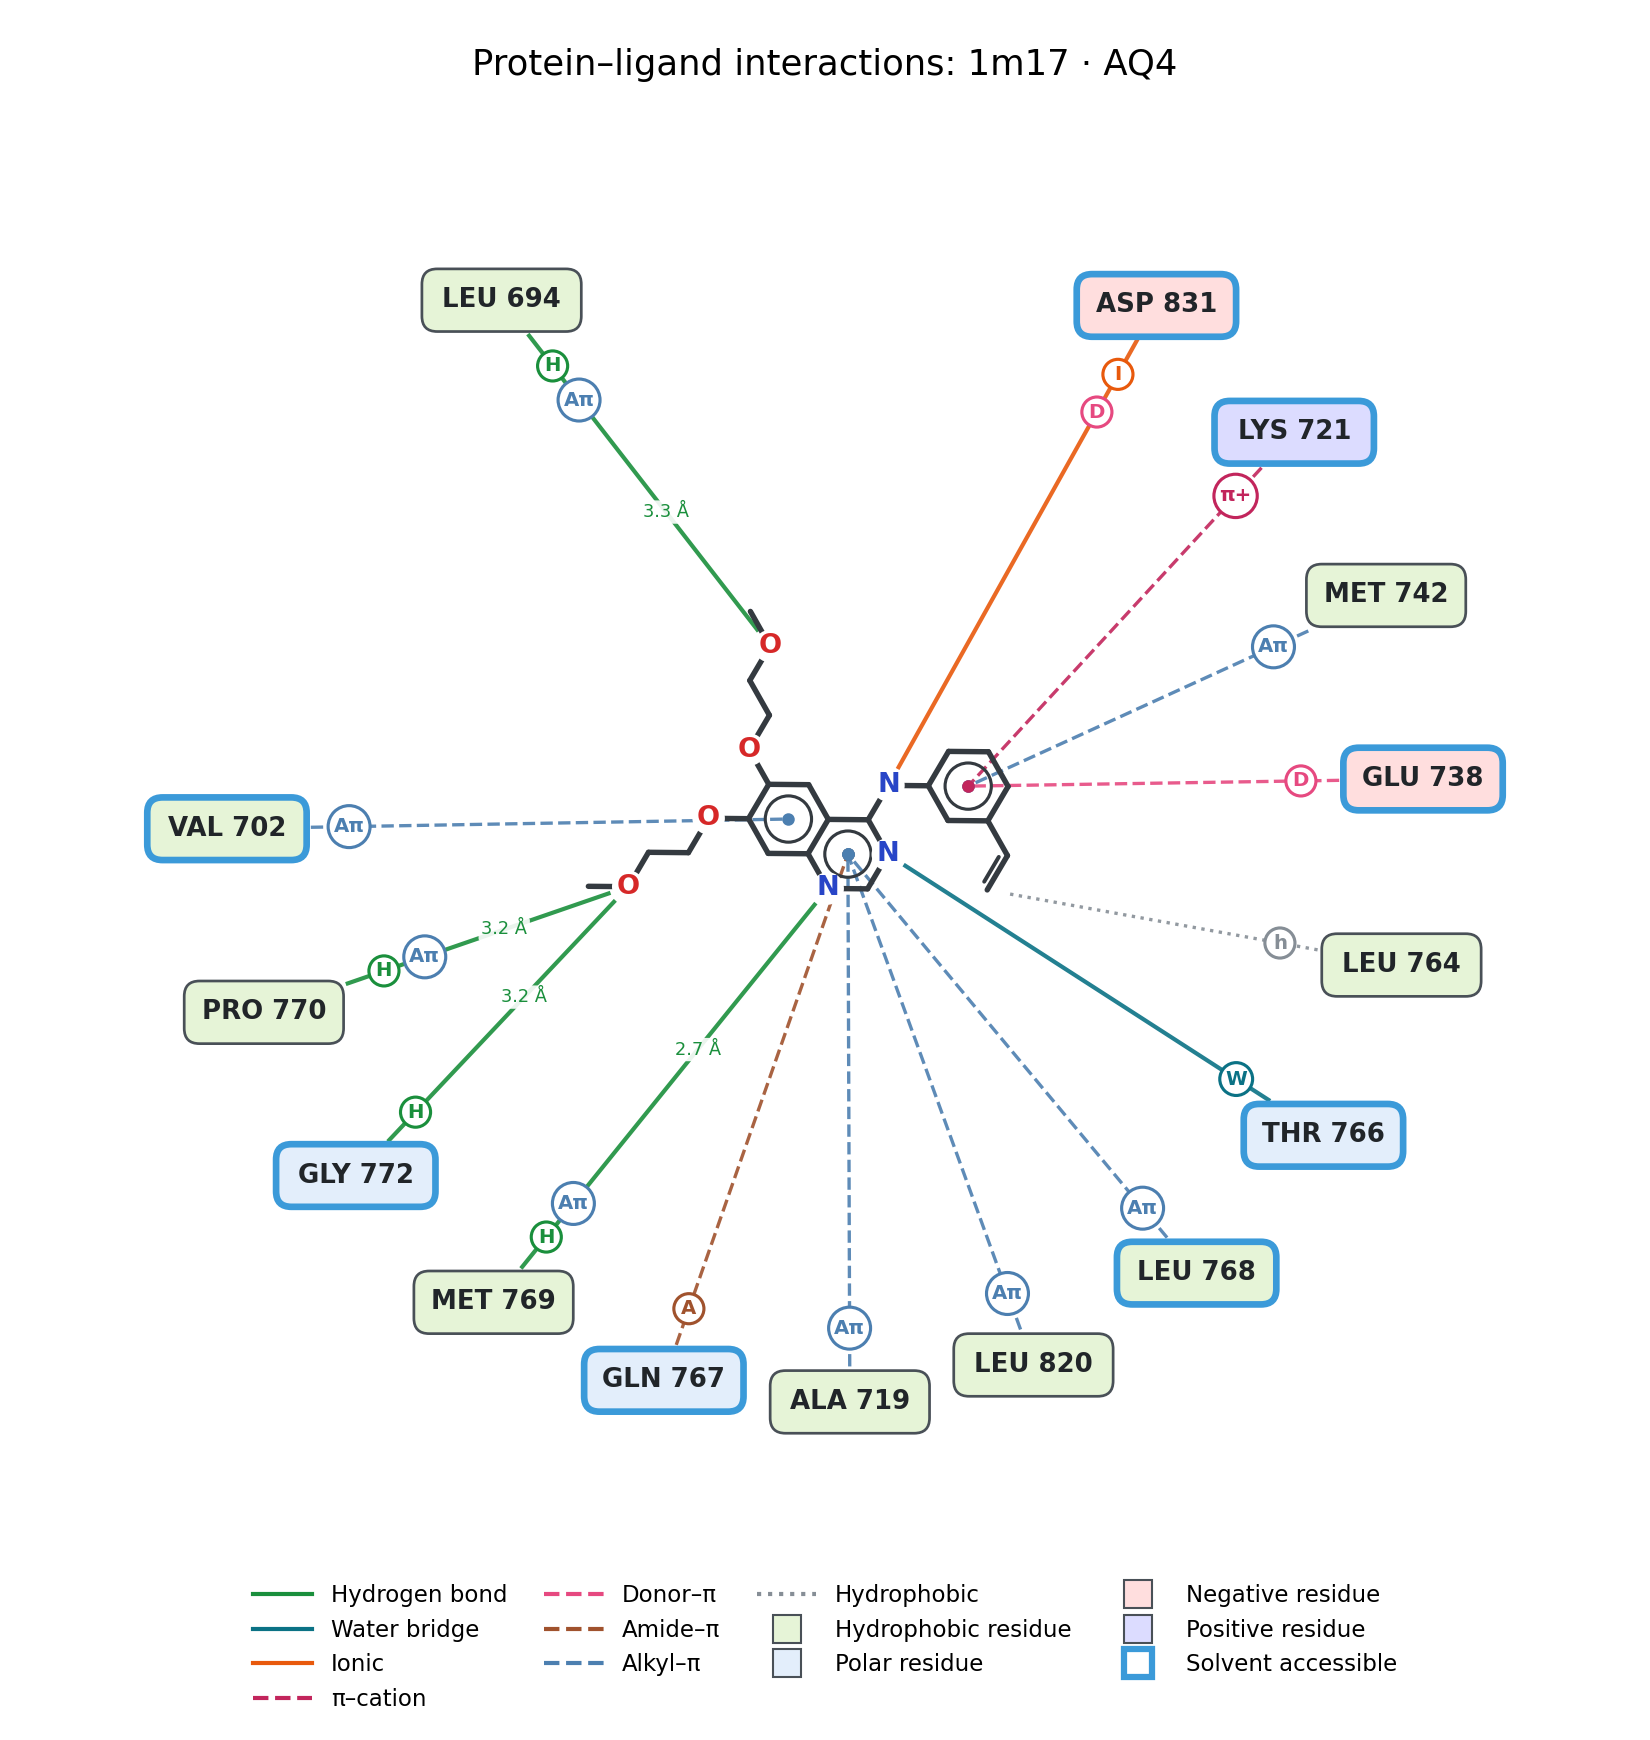 Protein–ligand interactions: 1m17 · AQ4
LEU 694
ASP 831
H
I
Aπ
D
LYS 721
π+
3.3 Å
MET 742
Aπ
O
O
N
GLU 738
D
VAL 702
Aπ
O
N
O
N
3.2 Å
h
LEU 764
Aπ
H
PRO 770
3.2 Å
2.7 Å
W
H
THR 766
GLY 772
Aπ
Aπ
H
LEU 768
MET 769
Aπ
A
Aπ
LEU 820
GLN 767
ALA 719
Hydrogen bond
Water bridge
Ionic
π–cation
Donor–π
Amide–π
Alkyl–π
Hydrophobic
Hydrophobic residue
Polar residue
Negative residue
Positive residue
Solvent accessible